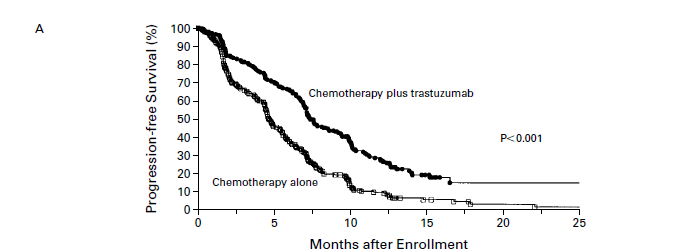 A
Progression-free Survival (%)
100
90
80
70
60
50
40
30
20
10
0
Chemotherapy plus trastuzumab
P<0.001
Chemotherapy alone
0 5 10 15 20 25
Months after Enrollment